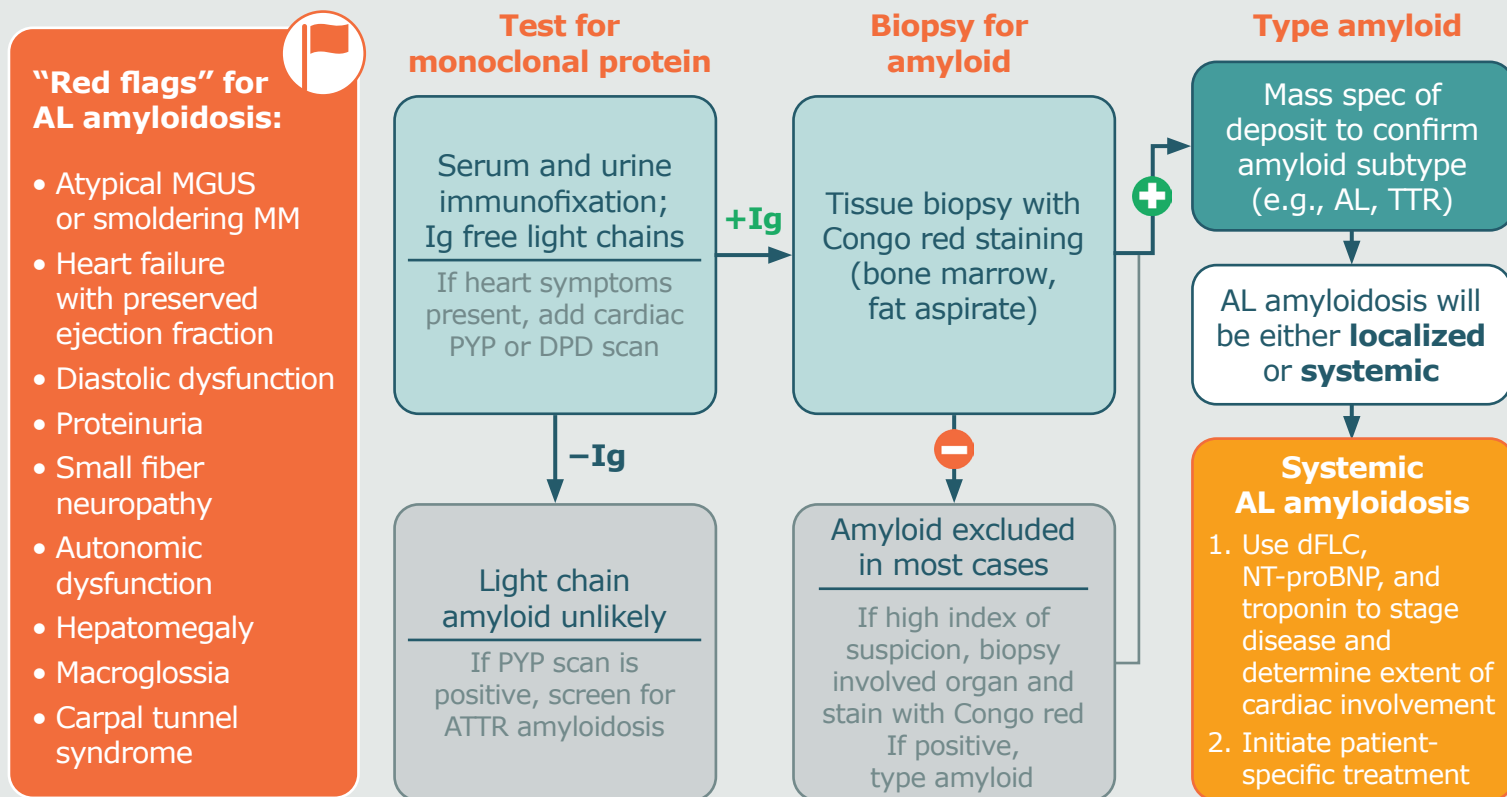 “Red flags” for
AL amyloidosis:
• Atypical MGUS
or smoldering MM
• Heart failure
with preserved
ejection fraction
• Diastolic dysfunction
• Proteinuria
• Small fiber
neuropathy
• Autonomic
dysfunction
• Hepatomegaly
• Macroglossia
• Carpal tunnel
syndrome
Test for
monoclonal protein
Serum and urine
immunofixation;
Ig free light chains
If heart symptoms
present, add cardiac
PYP or DPD scan
+Ig
–Ig
Light chain
amyloid unlikely
If PYP scan is
positive, screen for
ATTR amyloidosis
Biopsy for
amyloid
Tissue biopsy with
Congo red staining
(bone marrow,
fat aspirate)
+
–
Amyloid excluded
in most cases
If high index of
suspicion, biopsy
involved organ and
stain with Congo red
If positive,
type amyloid
Type amyloid
Mass spec of
deposit to confirm
amyloid subtype
(e.g., AL, TTR)
AL amyloidosis will
be either localized
or systemic
Systemic
AL amyloidosis
1. Use dFLC,
NT-proBNP, and
troponin to stage
disease and
determine extent of
cardiac involvement
2. Initiate patient-
specific treatment